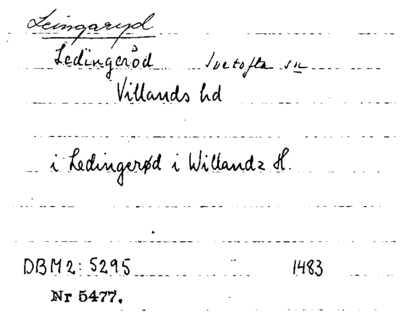 Leingaryd
Ledingeröd Ivetofta sn
Villands hd
i Ledingerød i Willandz H.
DBM 2: 5295 1483
Nr 5477.